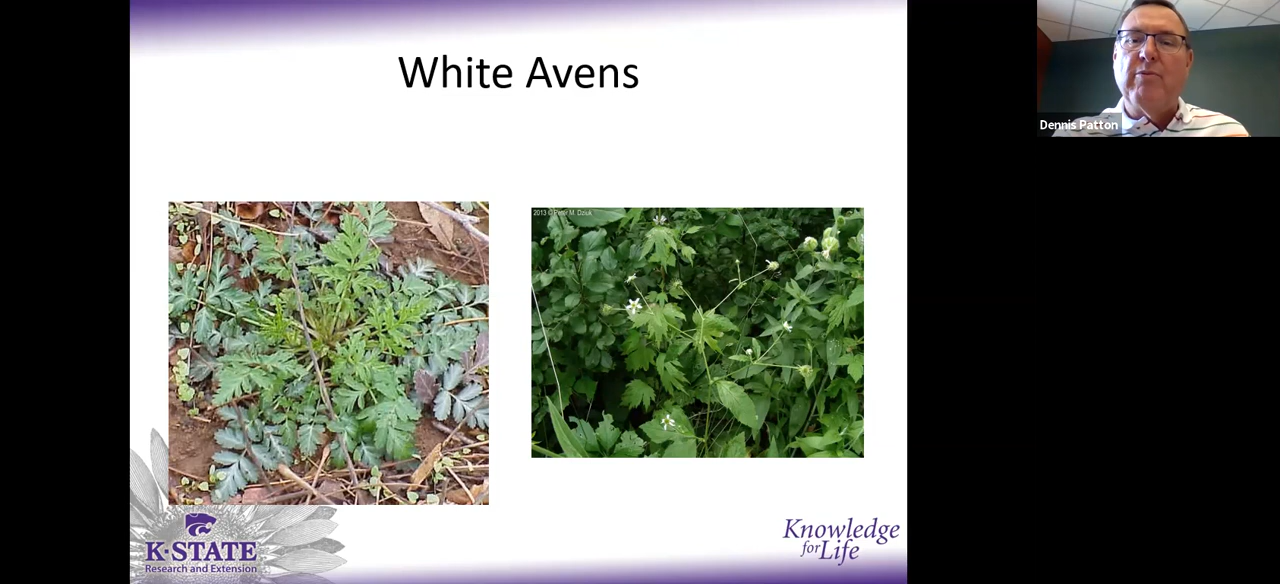 White Avens
Dennis Patton
2013 © Peter M. Dziuk
K-STATE
Research and Extension
Knowledge
for Life